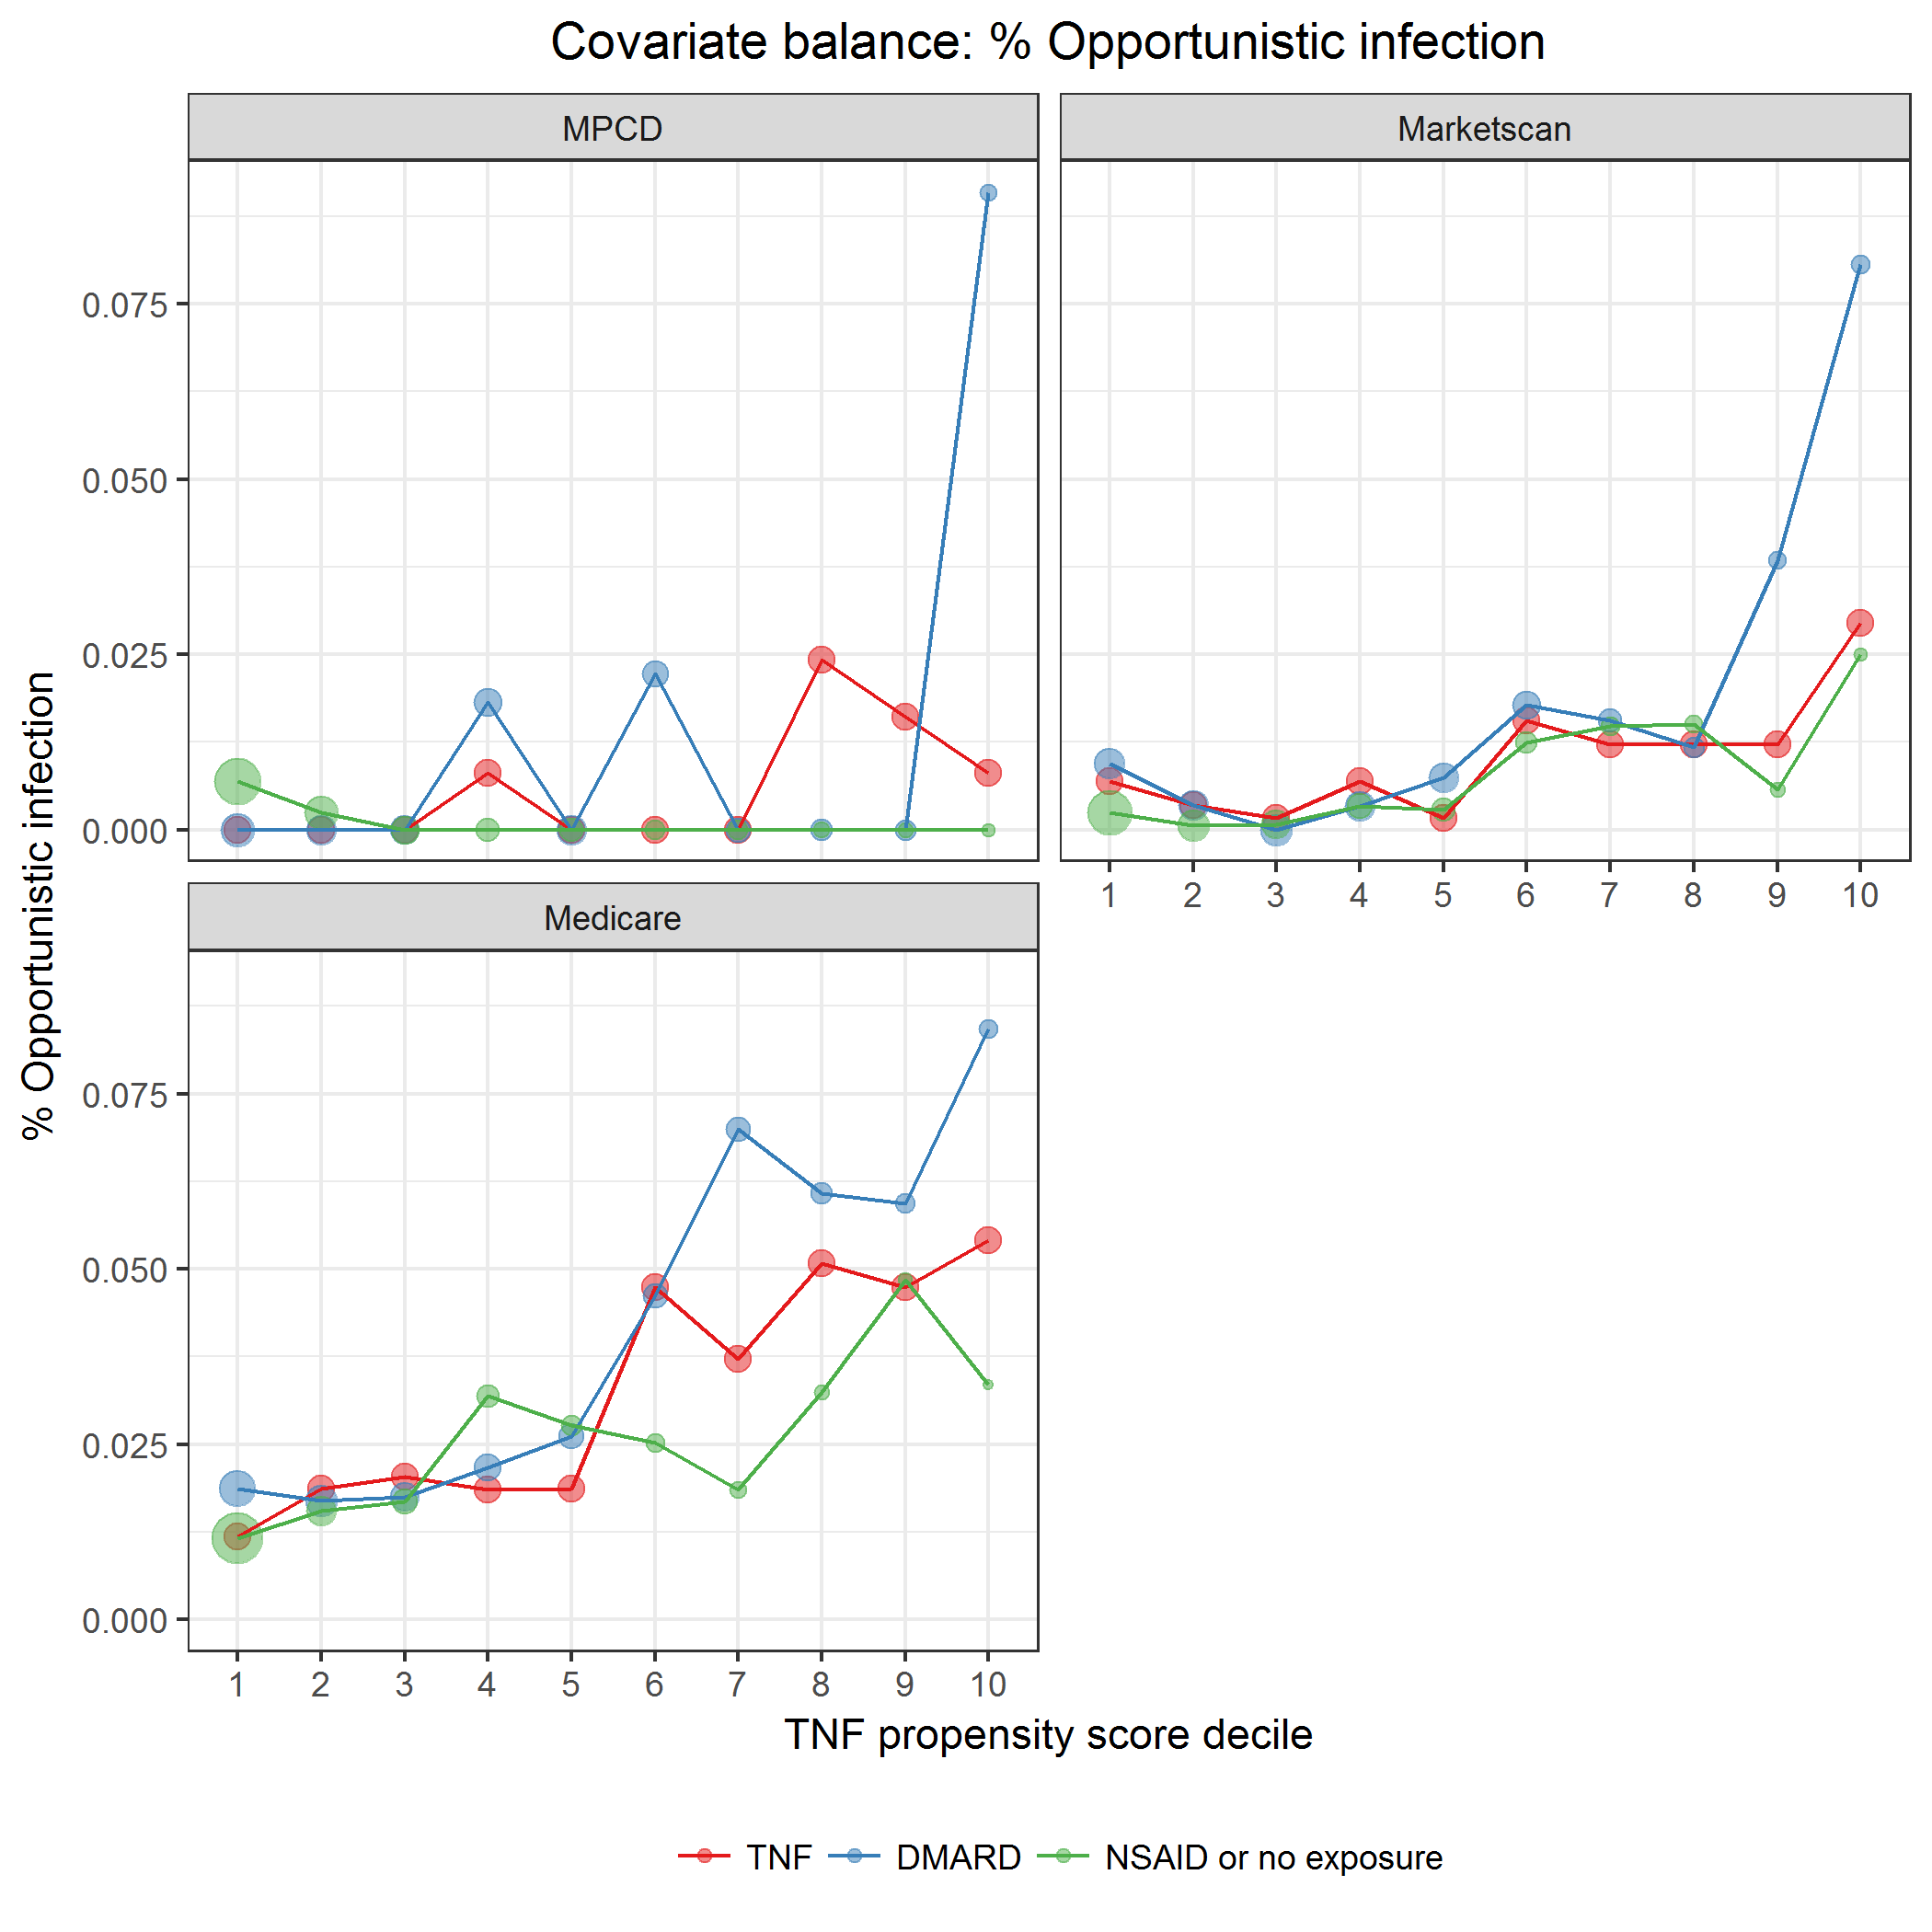 Covariate balance: % Opportunistic infection
MPCD
Marketscan
0.075
0.050
0.025
0.000
1 2 3 4 5 6 7 8 9 10
Medicare
0.075
0.050
0.025
0.000
1 2 3 4 5 6 7 8 9 10
% Opportunistic infection
TNF propensity score decile
TNF DMARD NSAID or no exposure